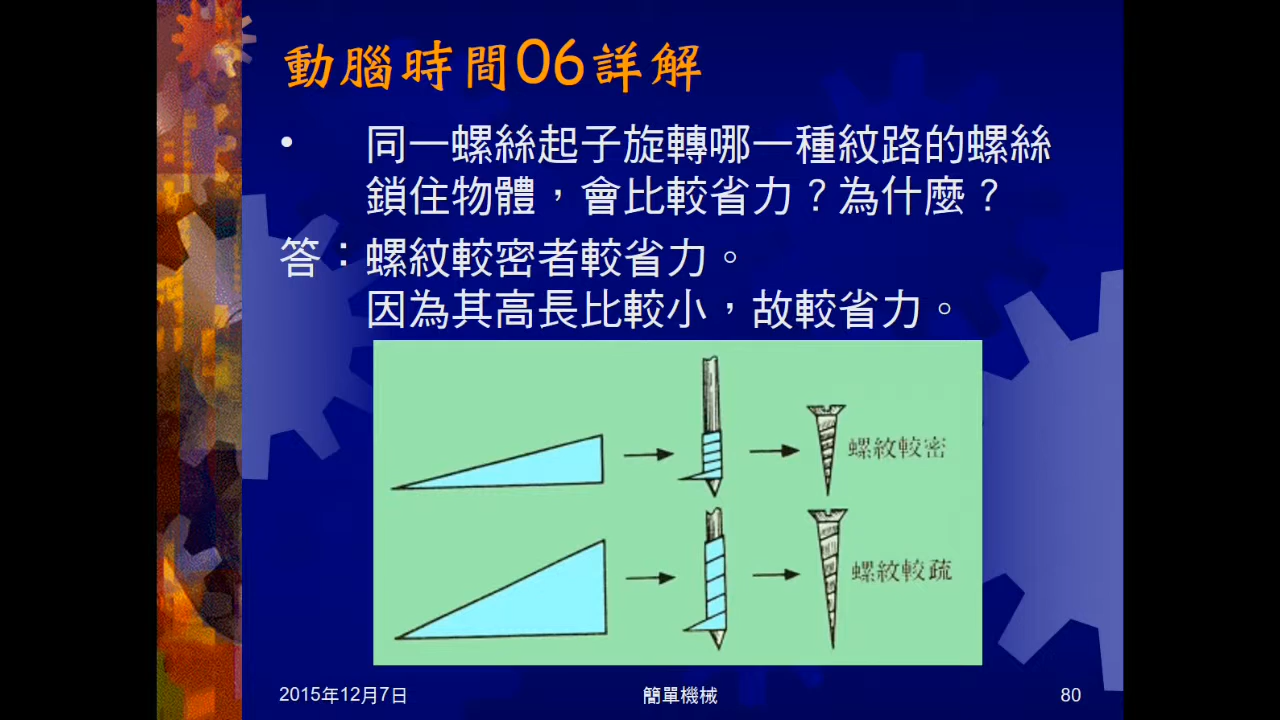 動腦時間06詳解
• 同一螺絲起子旋轉哪一種紋路的螺絲
鎖住物體，會比較省力？為什麼？
答：螺紋較密者較省力。
因為其高長比較小，故較省力。
螺紋較密
螺紋較疏
2015年12月7日
簡單機械
80